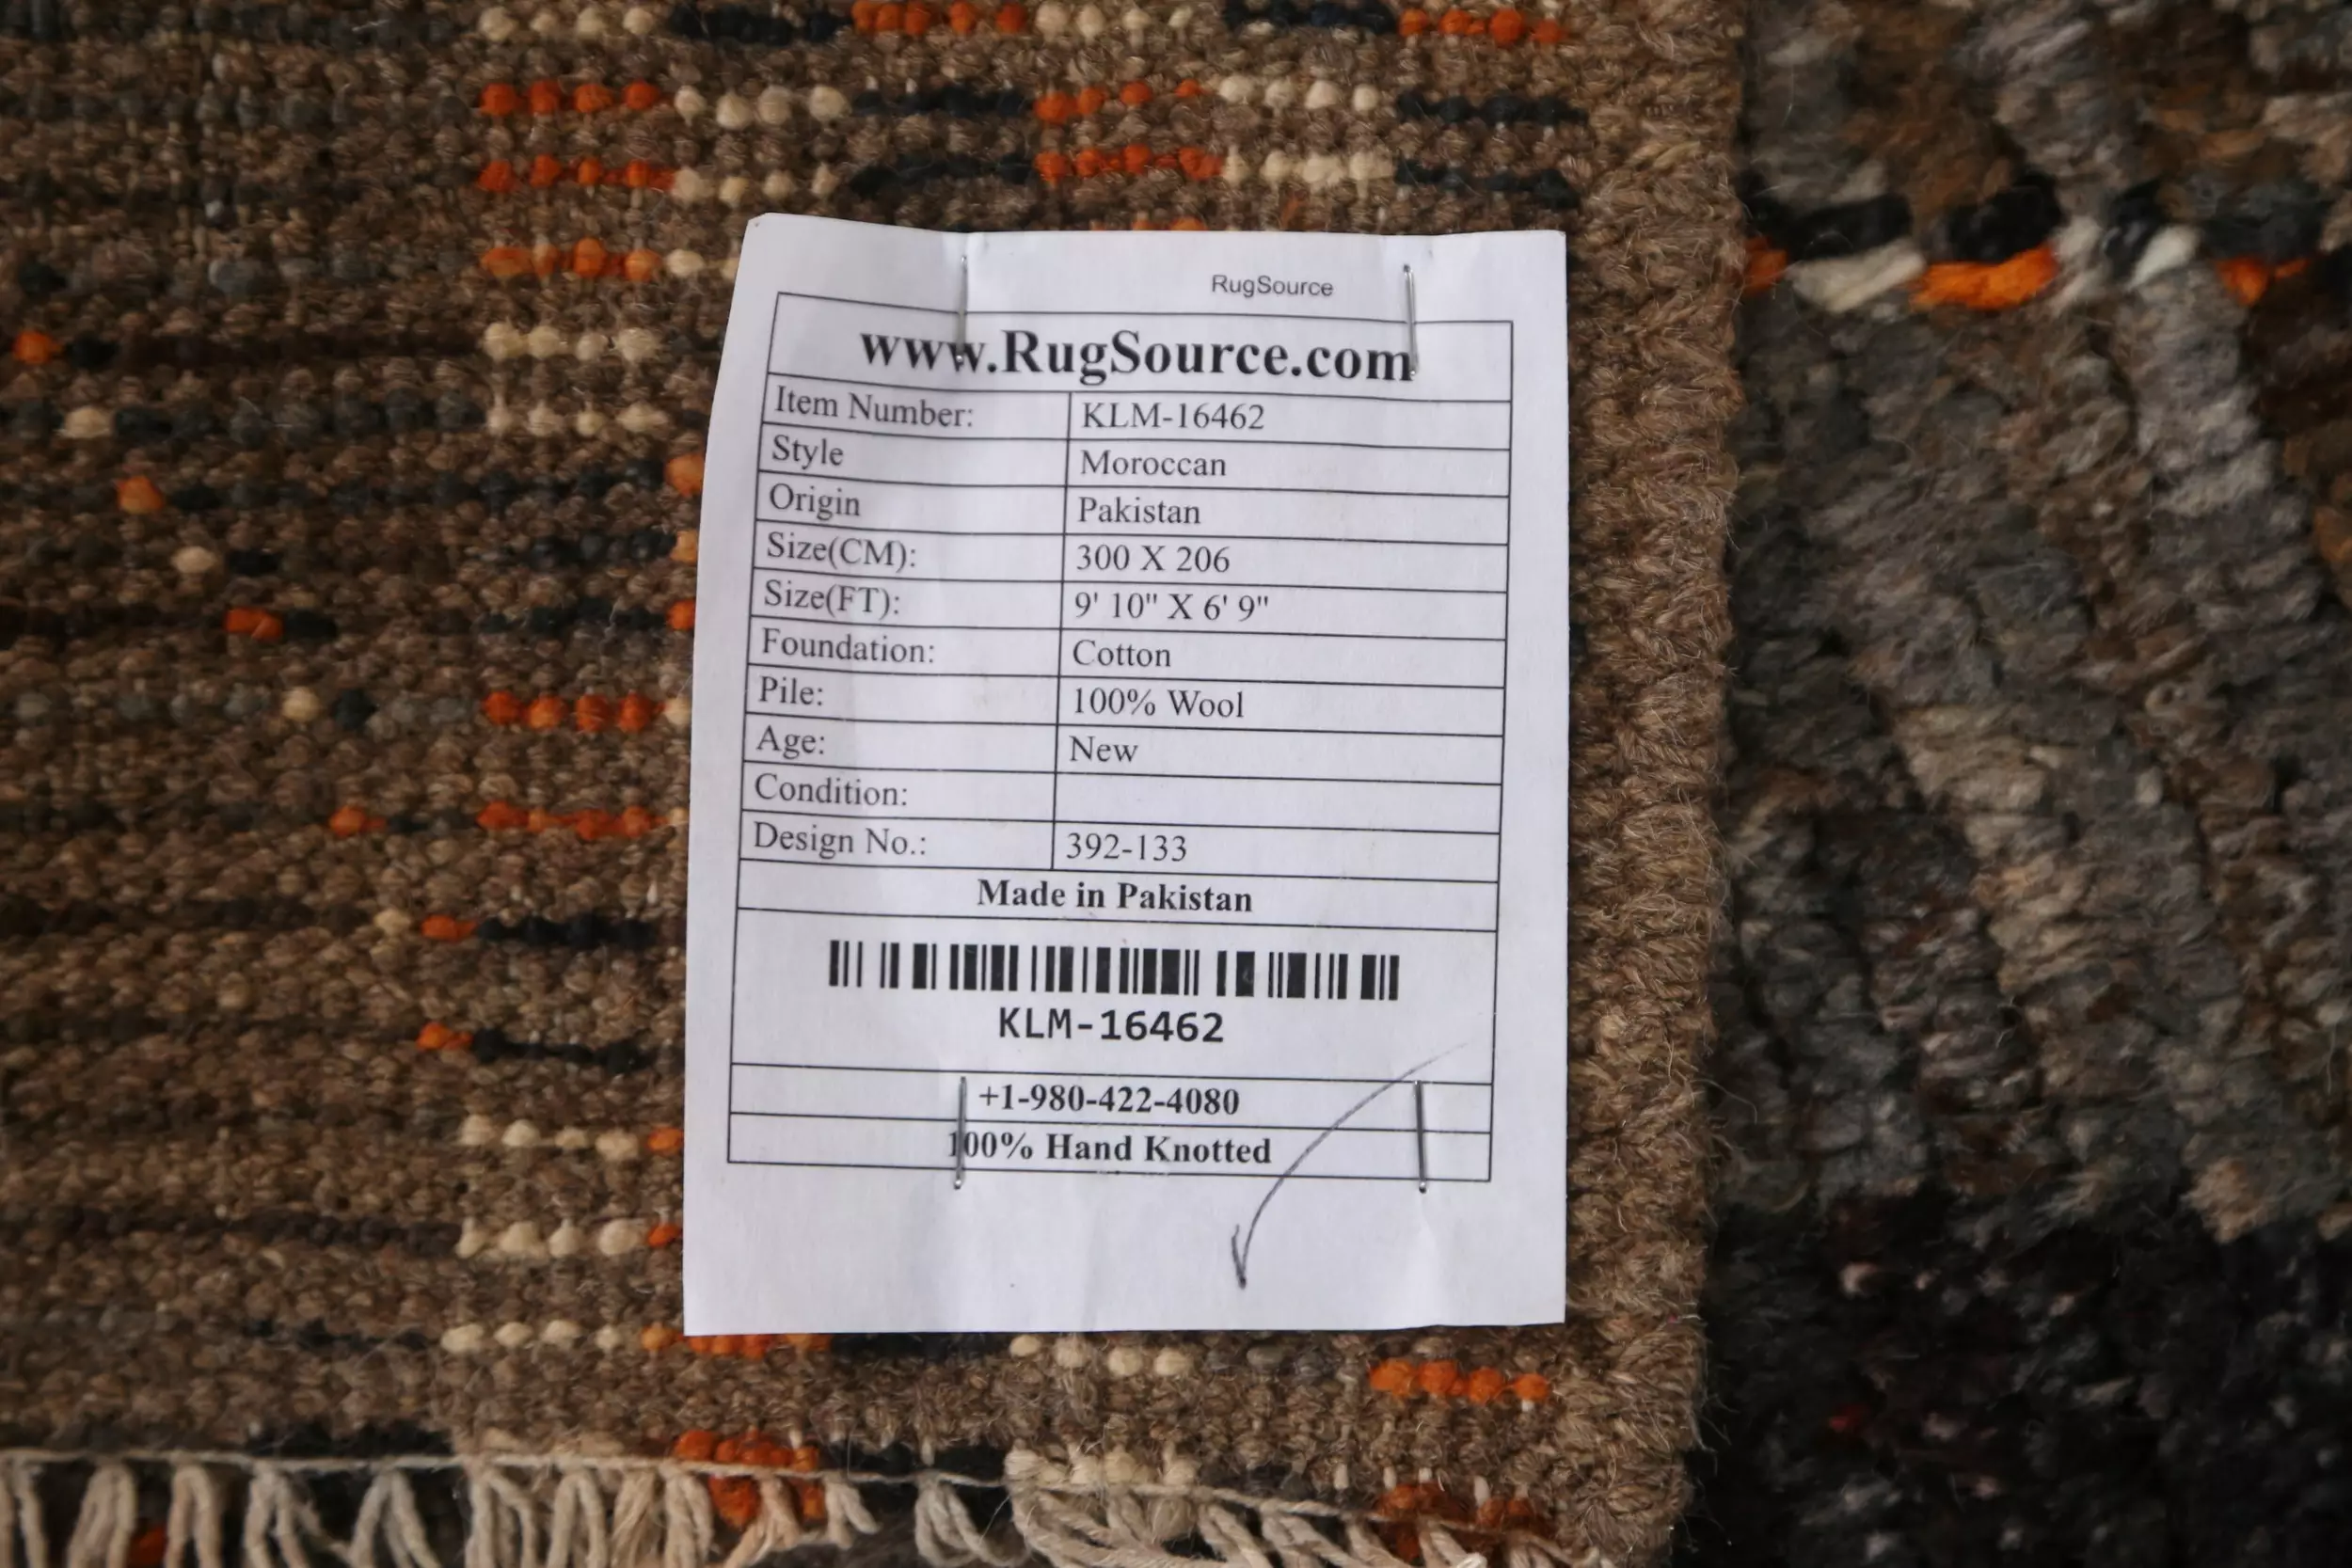 RugSource
www.RugSource.com
Item Number: KLM-16462
Style Moroccan
Origin Pakistan
Size(CM): 300 X 206
Size(FT): 9' 10" X 6' 9"
Foundation: Cotton
Pile: 100% Wool
Age: New
Condition:
Design No.: 392-133
Made in Pakistan
KLM-16462
+1-980-422-4080
100% Hand Knotted